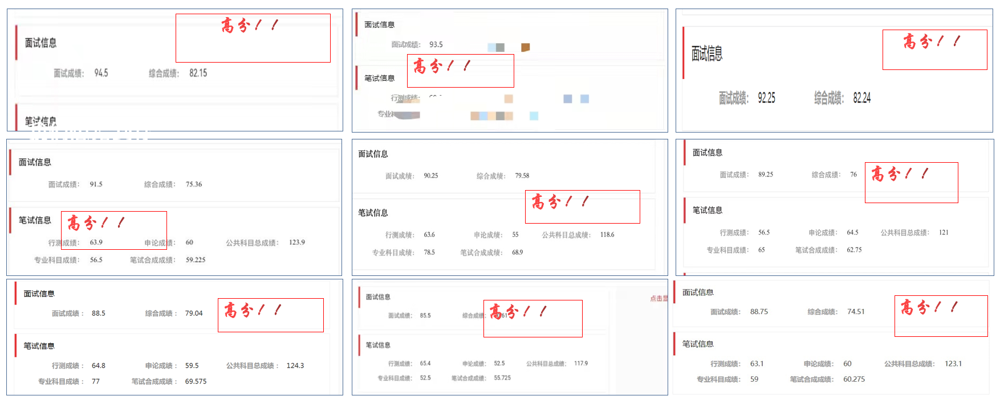 高分！！
面试信息
面试成绩： 94.5 综合成绩： 82.15
笔试信息
面试信息
面试成绩： 93.5
高分！！
笔试信息
行测成绩：
专业
高分！！
面试信息
面试成绩： 92.25 综合成绩： 82.24
面试信息
面试成绩： 91.5 综合成绩： 75.36
笔试信息
高分！！
行测成绩： 63.9 申论成绩： 60 公共科目总成绩： 123.9
专业科目成绩： 56.5 笔试合成成绩： 59.225
面试信息
面试成绩： 90.25 综合成绩： 79.58
高分！！
笔试信息
行测成绩： 63.6 申论成绩： 55 公共科目总成绩： 118.6
专业科目成绩： 78.5 笔试合成成绩： 68.9
面试信息
面试成绩： 89.25 综合成绩： 76
高分！！
笔试信息
行测成绩： 56.5 申论成绩： 64.5 公共科目总成绩： 121
专业科目成绩： 65 笔试合成成绩： 62.75
面试信息
高分！！
面试成绩： 88.5 综合成绩： 79.04
笔试信息
行测成绩： 64.8 申论成绩： 59.5 公共科目总成绩： 124.3
专业科目成绩： 77 笔试合成成绩： 69.575
面试信息
点击显
高分！！
面试成绩： 85.5 综合成绩：
笔试信息
行测成绩： 65.4 申论成绩： 52.5 公共科目总成绩： 117.9
专业科目成绩： 52.5 笔试合成成绩： 55.725
面试信息
高分！！
面试成绩： 88.75 综合成绩： 74.51
笔试信息
行测成绩： 63.1 申论成绩： 60 公共科目总成绩： 123.1
专业科目成绩： 59 笔试合成成绩： 60.275